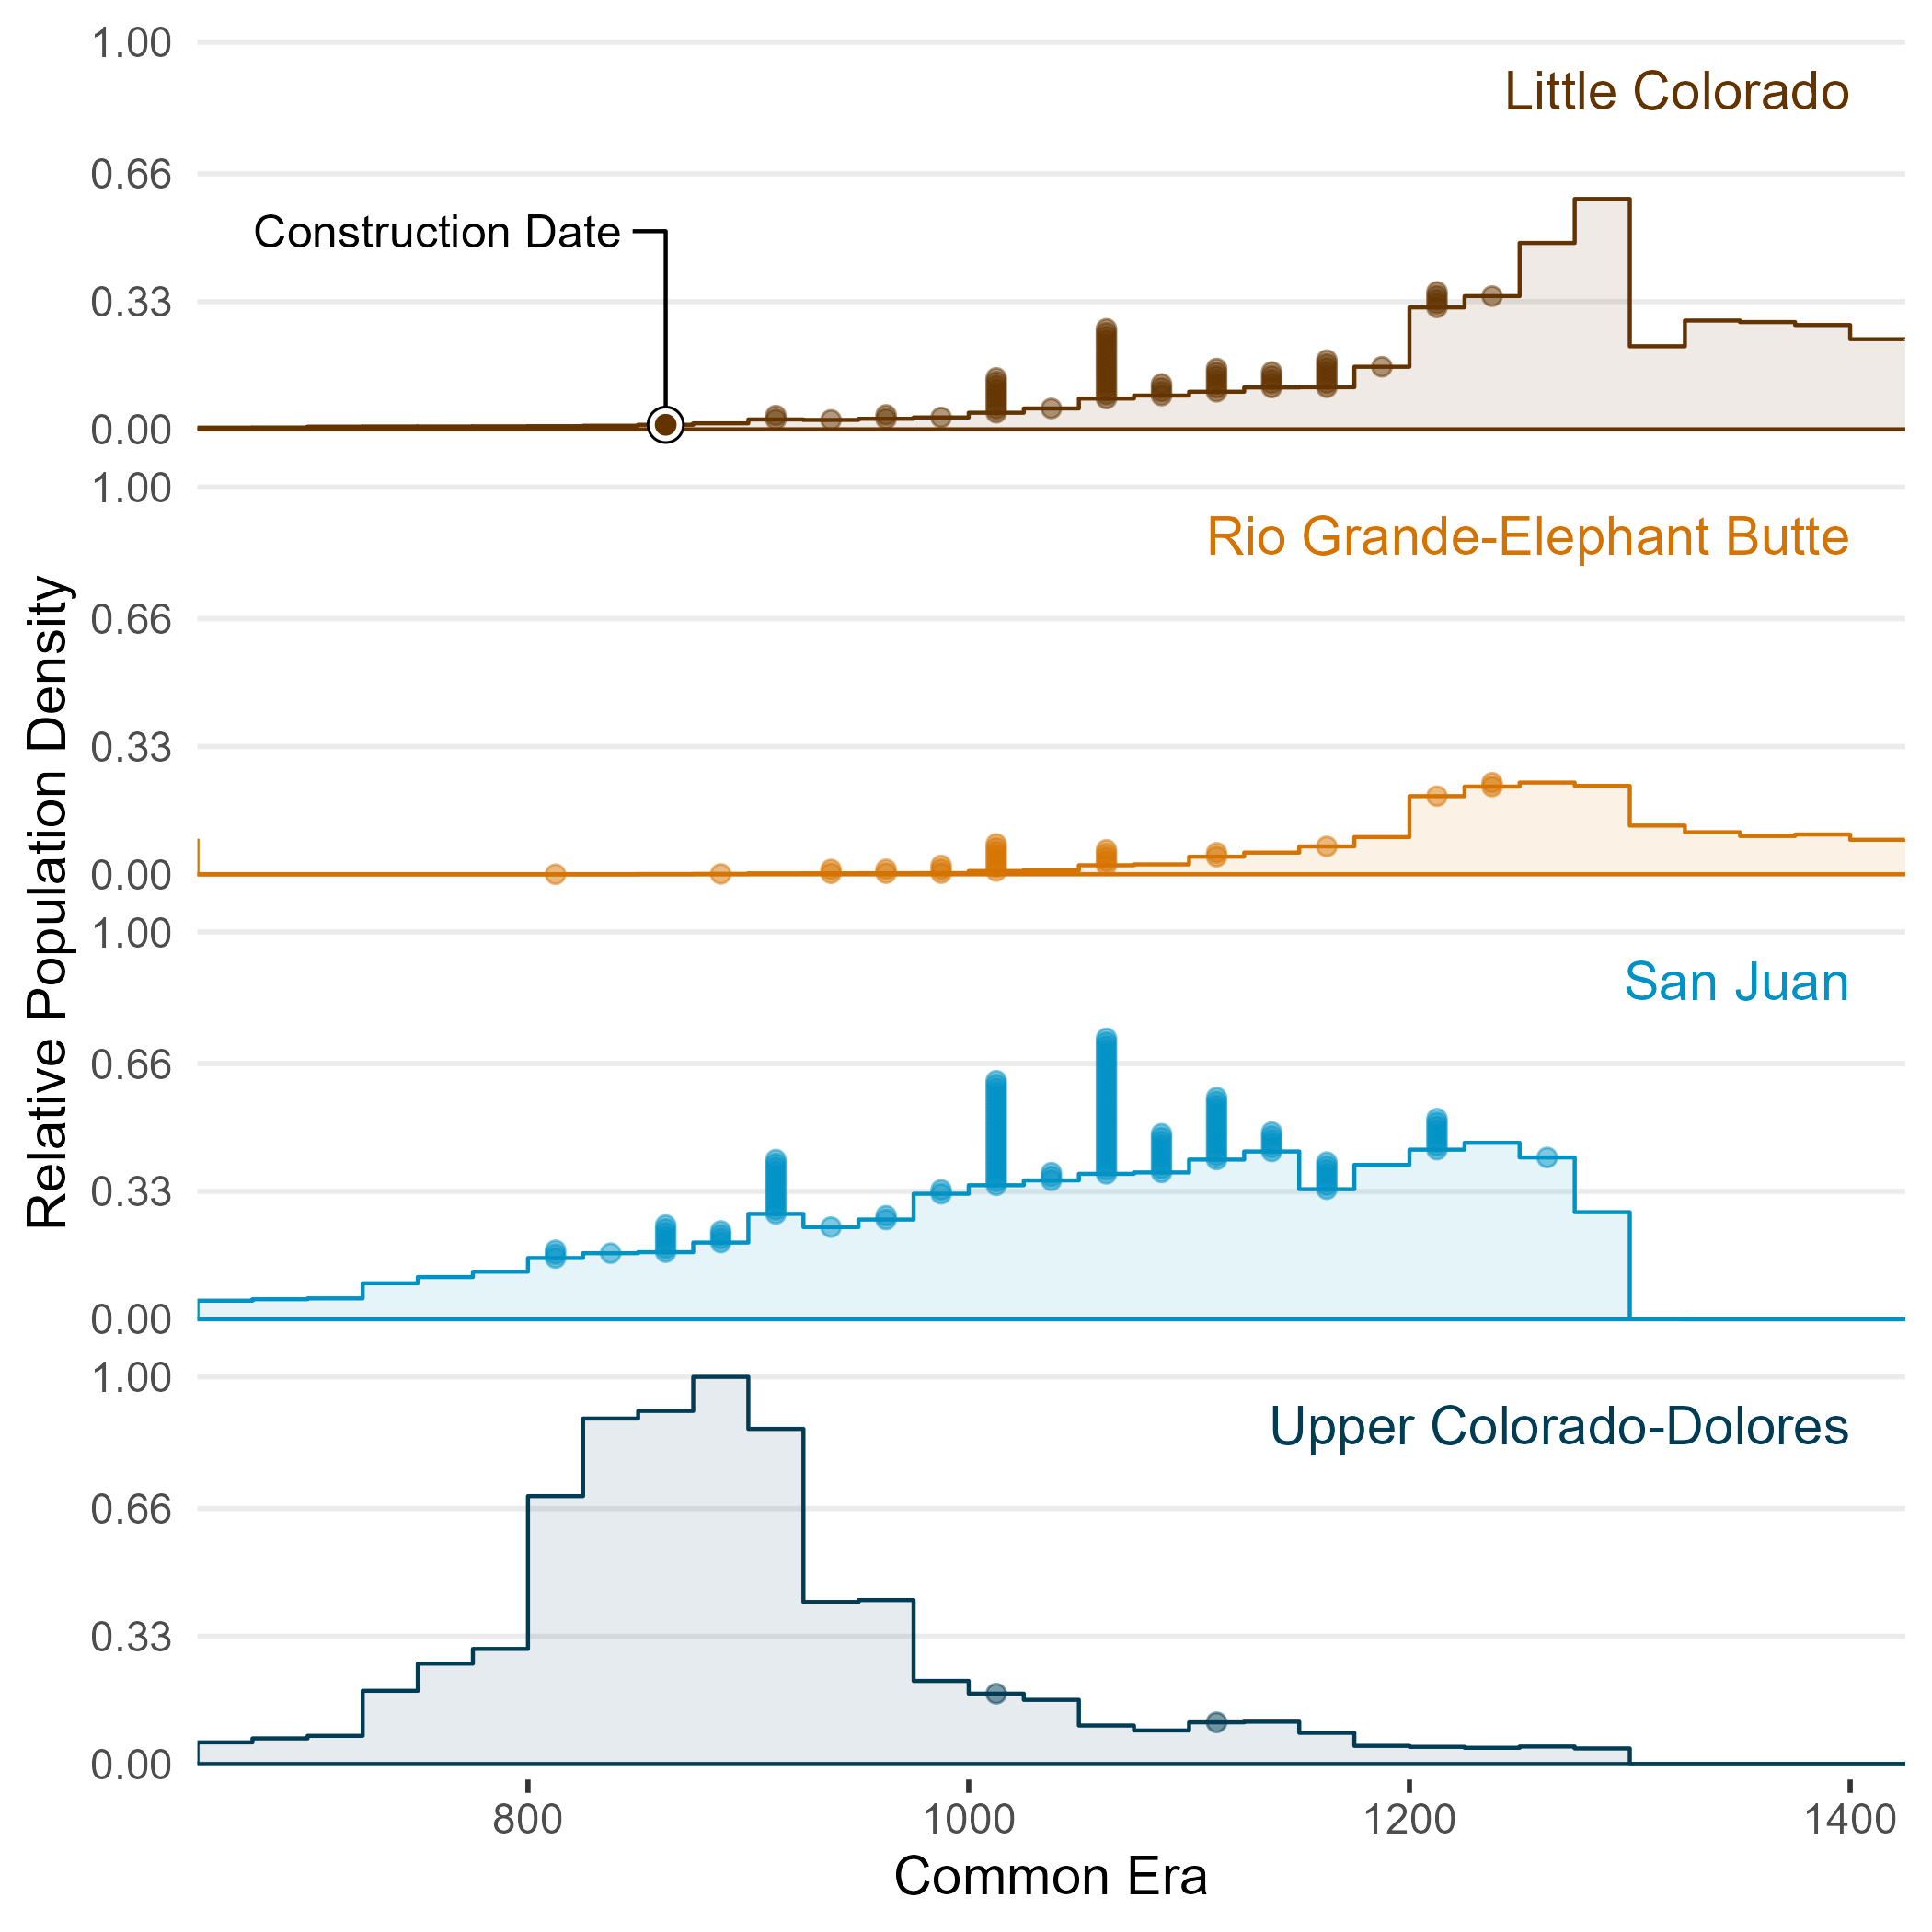 1.00
Little Colorado
0.66
Construction Date
0.33
0.00
1.00
Rio Grande-Elephant Butte
0.66
0.33
0.00
1.00
San Juan
0.66
0.33
0.00
1.00
Upper Colorado-Dolores
0.66
0.33
0.00
Relative Population Density
800 1000 1200 1400
Common Era